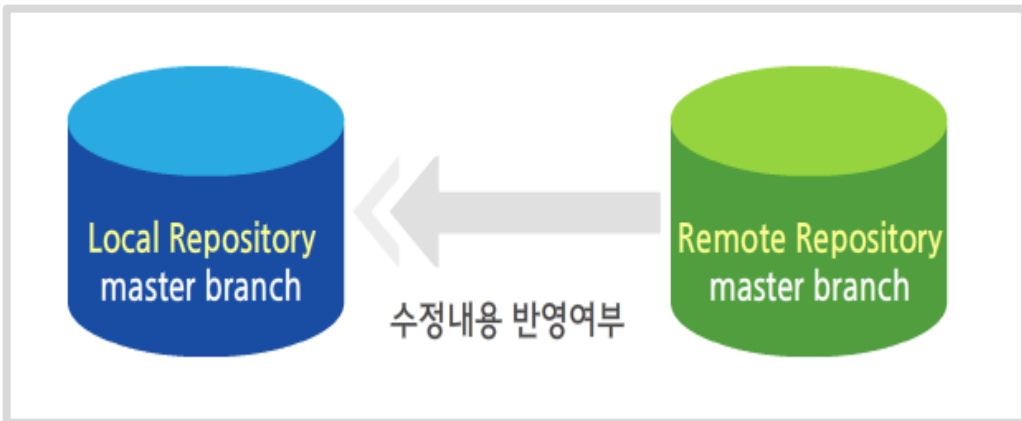 Local Repository
master branch
수정내용 반영여부
Remote Repository
master branch